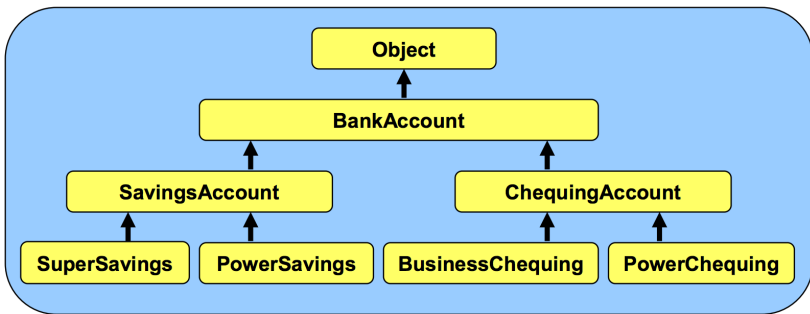 Object
BankAccount
SavingsAccount
ChequingAccount
SuperSavings
PowerSavings
BusinessChequing
PowerChequing